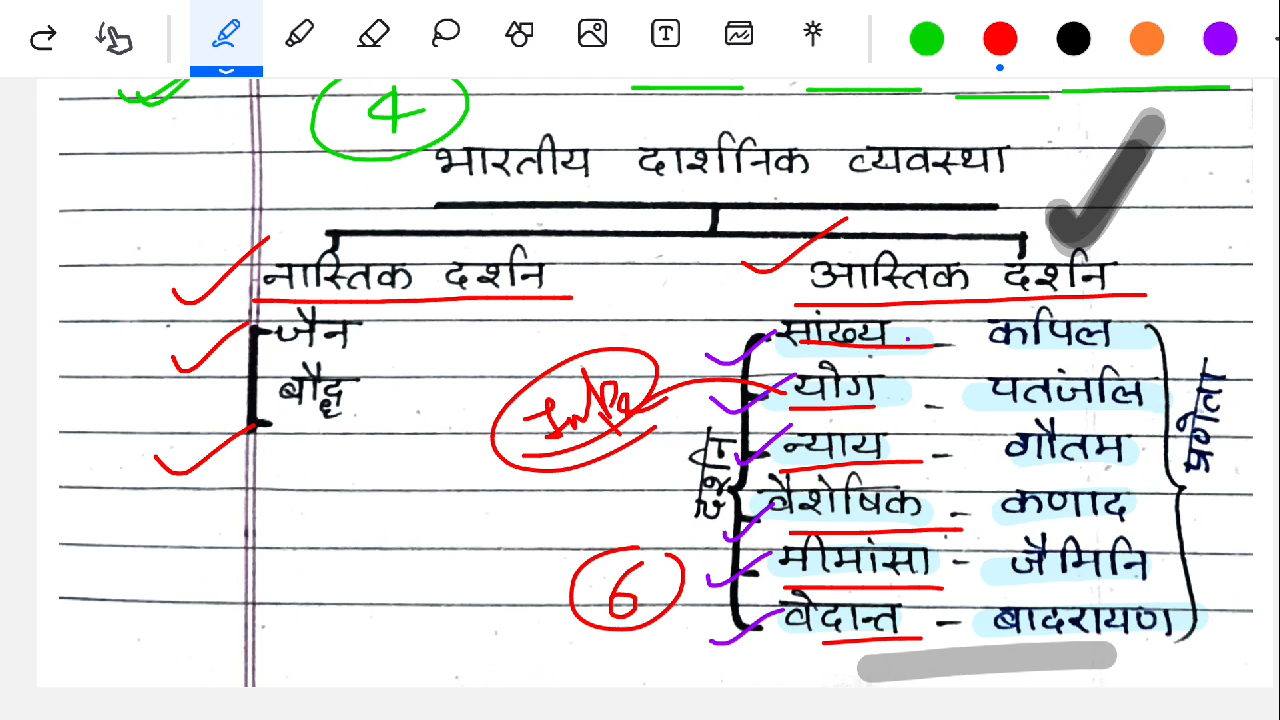 4
भारतीय दार्शनिक व्यवस्था
नास्तिक दर्शन
आस्तिक दर्शन
जैन
बौद्ध
सांख्य - कपिल
योग - पतंजलि
न्याय - गौतम
वैशेषिक - कणाद
मीमांसा - जैमिनि
वेदान्त - बादरायण
प्रणेता
6
T